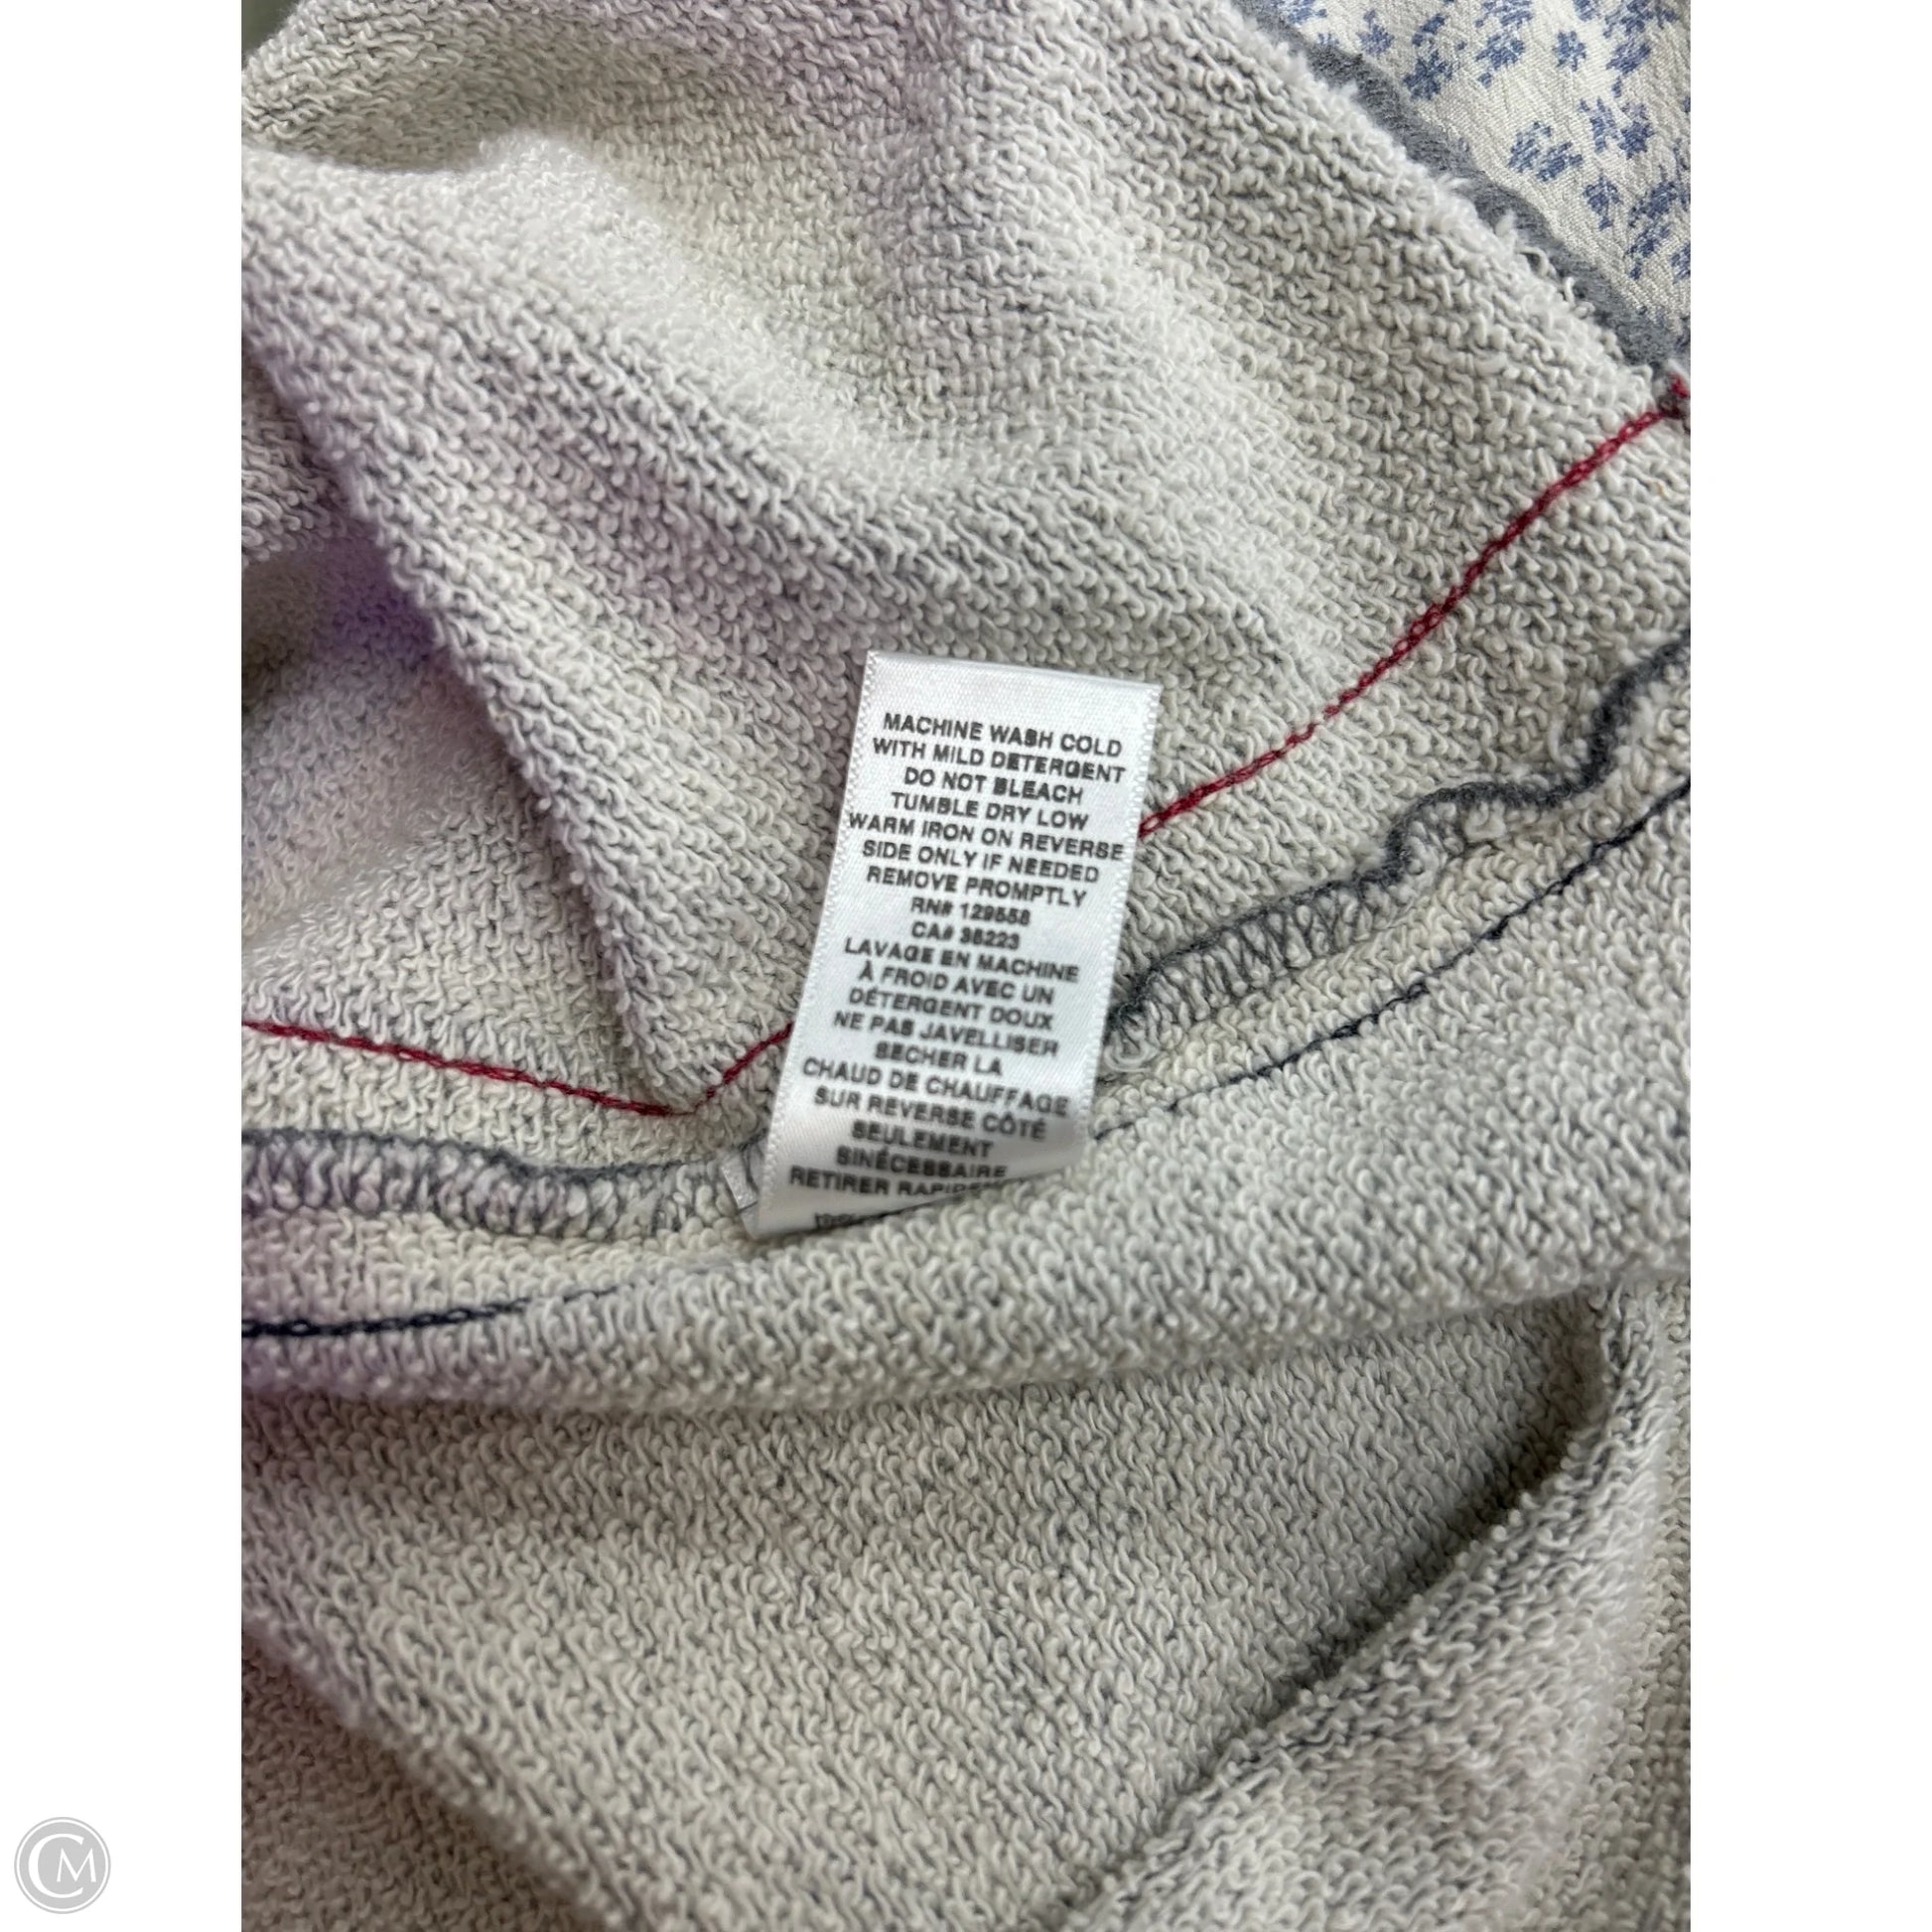 MACHINE WASH COLD
WITH MILD DETERGENT
DO NOT BLEACH
TUMBLE DRY LOW
WARM IRON ON REVERSE
SIDE ONLY IF NEEDED
REMOVE PROMPTLY
RN# 129558
CA# 38223
LAVAGE EN MACHINE
À FROID AVEC UN
DÉTERGENT DOUX
NE PAS JAVELLISER
SECHER LA
CHAUD DE CHAUFFAGE
SUR REVERSE CÔTÉ
SEULEMENT
SINÉCESSAIRE
RETIRER
CM